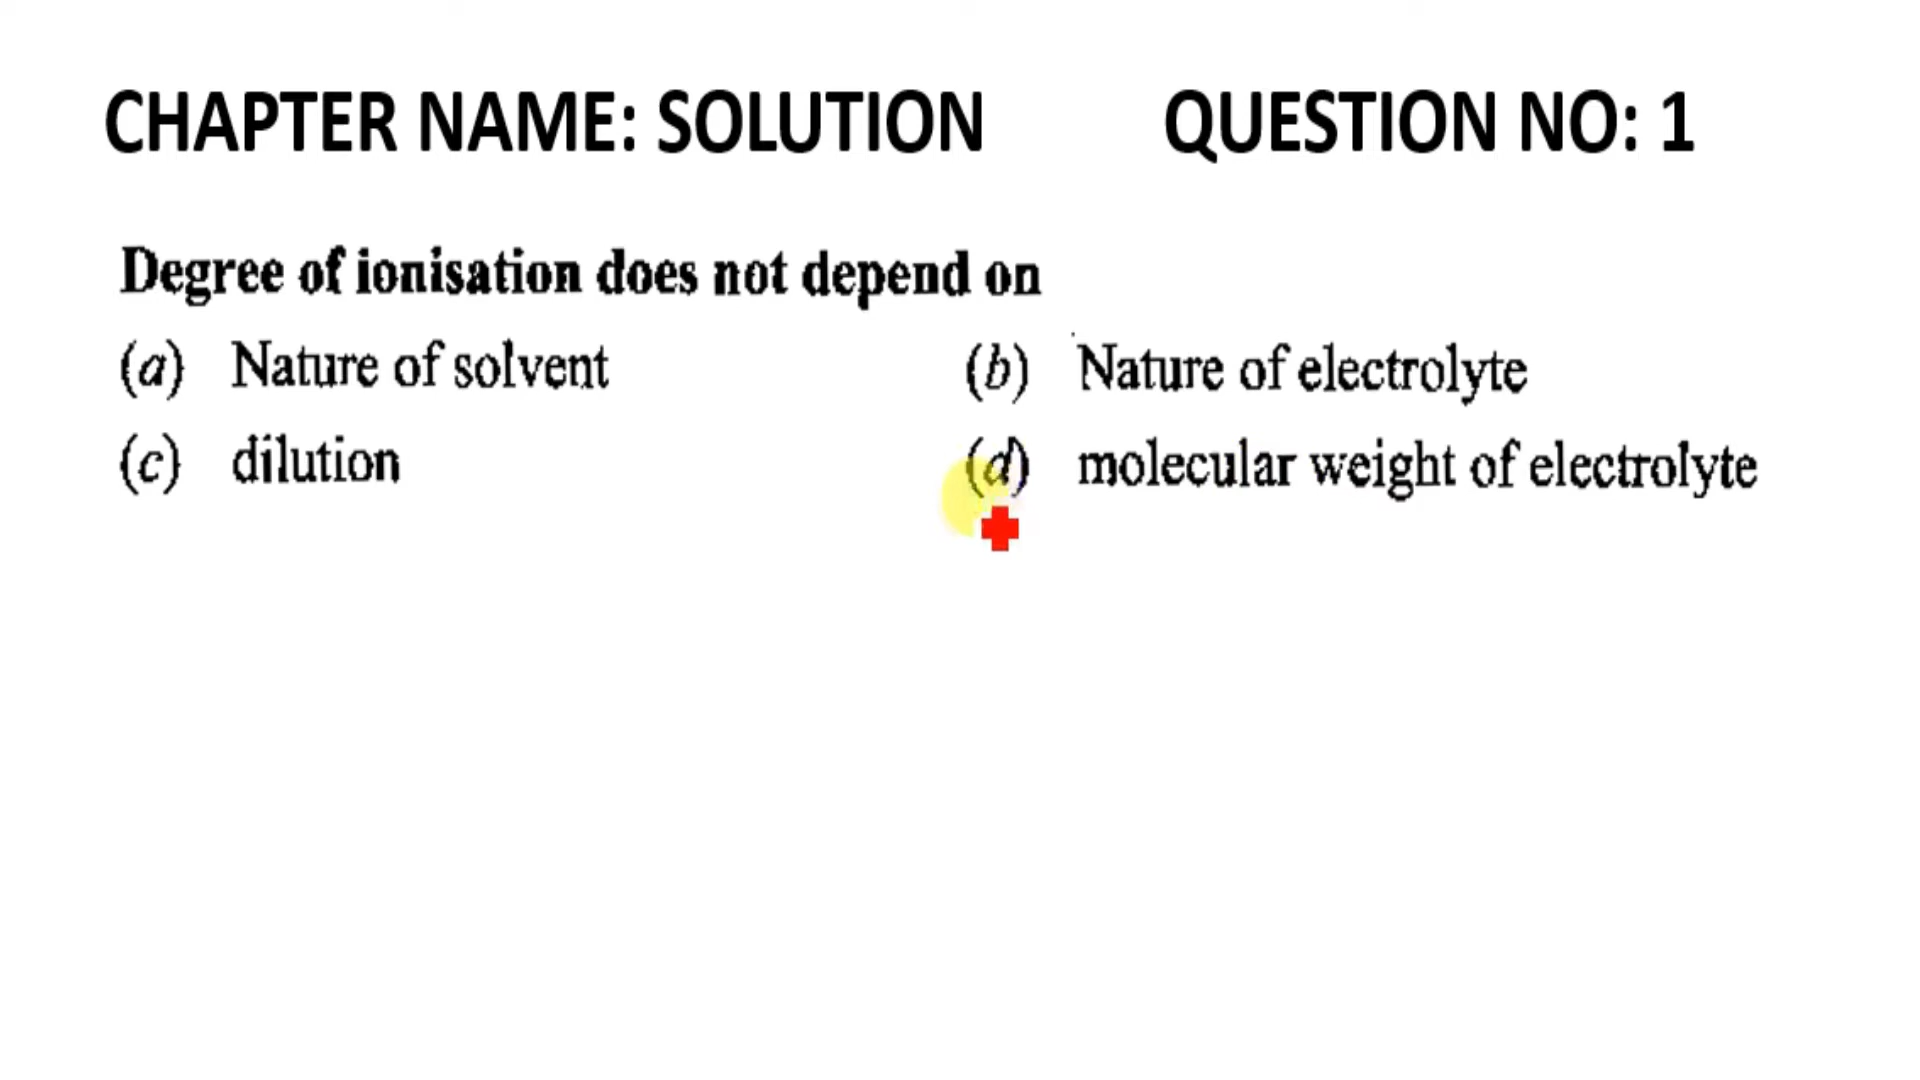 CHAPTER NAME: SOLUTION QUESTION NO: 1
Degree of ionisation does not depend on
(a) Nature of solvent (b) Nature of electrolyte
(c) dilution (d) molecular weight of electrolyte